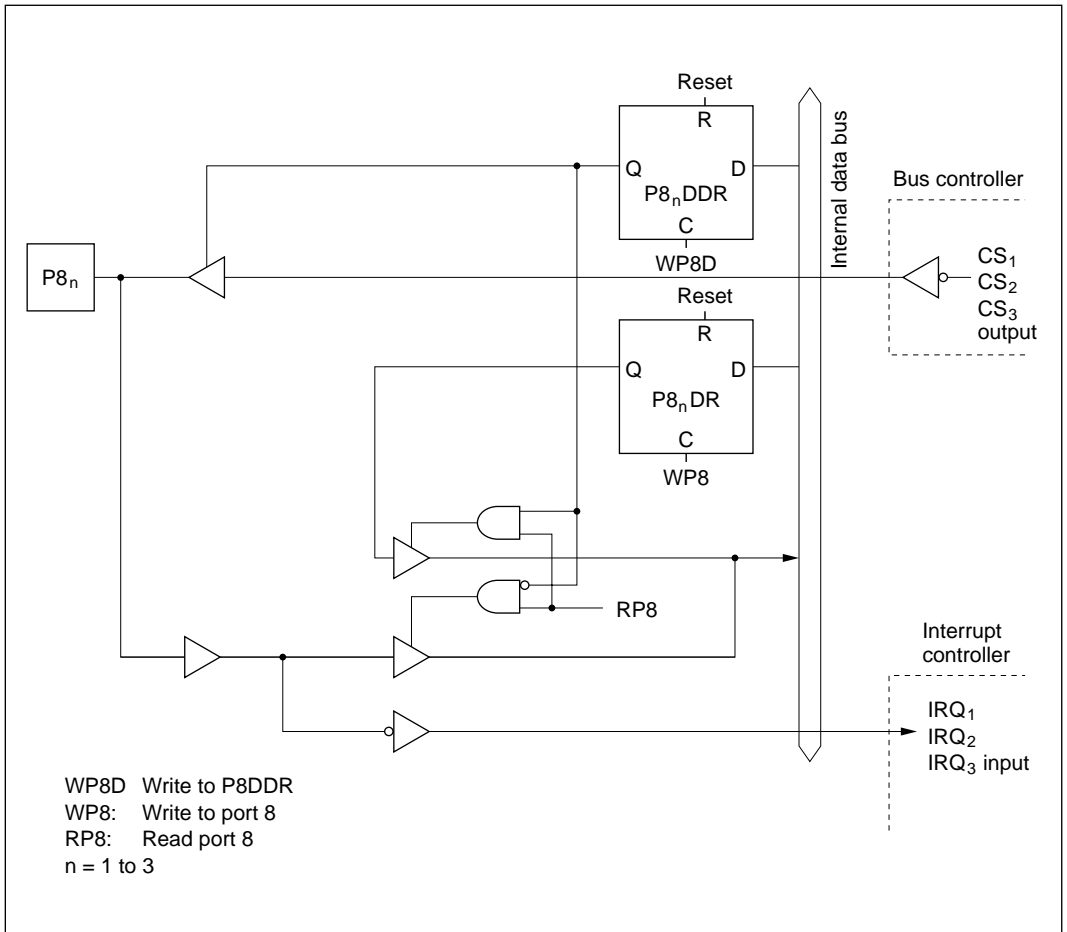 Reset
R
Q
D
P8nDDR
C
WP8D
Internal data bus
Bus controller
CS1
CS2
CS3
output
P8n
Reset
R
Q
D
P8nDR
C
WP8
RP8
Interrupt
controller
IRQ1
IRQ2
IRQ3 input
WP8D Write to P8DDR
WP8: Write to port 8
RP8: Read port 8
n = 1 to 3